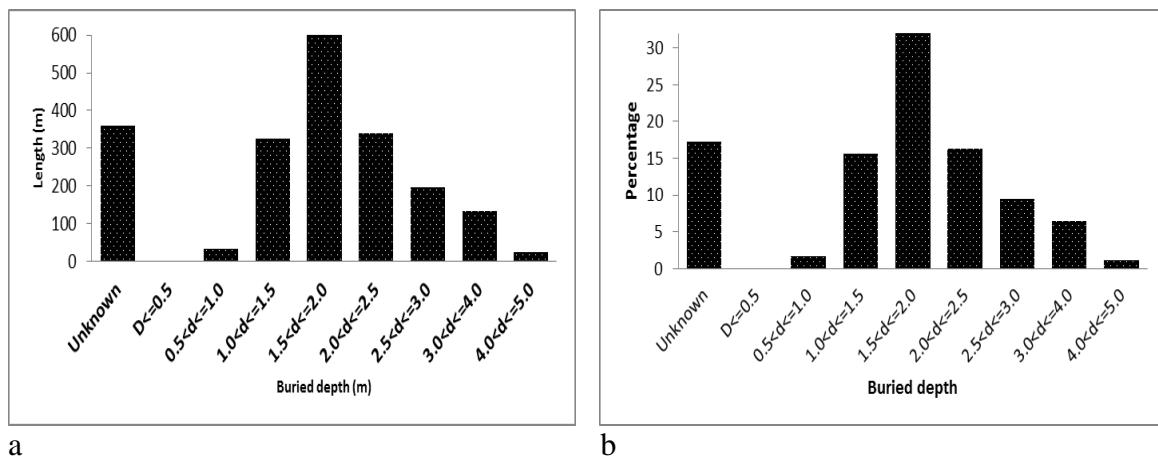 600
500
400
300
200
100
0
Length (m)
Unknown
D<=0.5
0.5<d<=1.0
1.0<d<=1.5
1.5<d<=2.0
2.0<d<=2.5
2.5<d<=3.0
3.0<d<=4.0
4.0<d<=5.0
Buried depth (m)
a
30
25
20
15
10
5
0
Percentage
Unknown
D<=0.5
0.5<d<=1.0
1.0<d<=1.5
1.5<d<=2.0
2.0<d<=2.5
2.5<d<=3.0
3.0<d<=4.0
4.0<d<=5.0
Buried depth
b